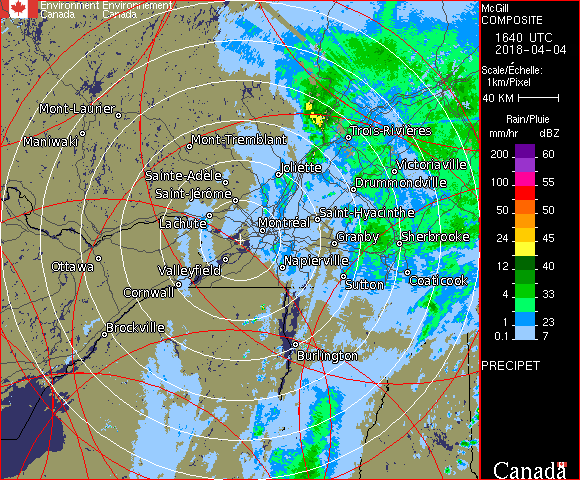 Environment Environnement
Canada Canada
McGill
COMPOSITE
1640 UTC
2018-04-04
Scale/Échelle:
1km/Pixel
40 KM
Rain/Pluie
mm/hr dBZ
200 60
150 57
100 55
50 50
24 45
12 40
4 33
1 23
0.1 7
PRECIPET
Canada
Mont-Laurier
Maniwaki
Mont-Tremblant
Trois-Rivières
Sainte-Adèle
Joliette
Victoriaville
Saint-Jérôme
Drummondville
Lachute
Montréal
Saint-Hyacinthe
Granby
Sherbrooke
Ottawa
Valleyfield
Napierville
Cornwall
Sutton
Coaticook
Brockville
Burlington